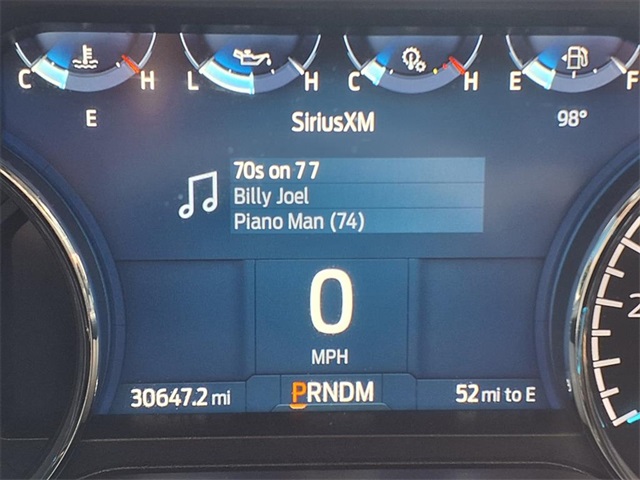 C H L H C H E F
E SiriusXM 98°
70s on 7 7
Billy Joel
Piano Man (74)
0
MPH
30647.2 mi PRNDM 52 mi to E